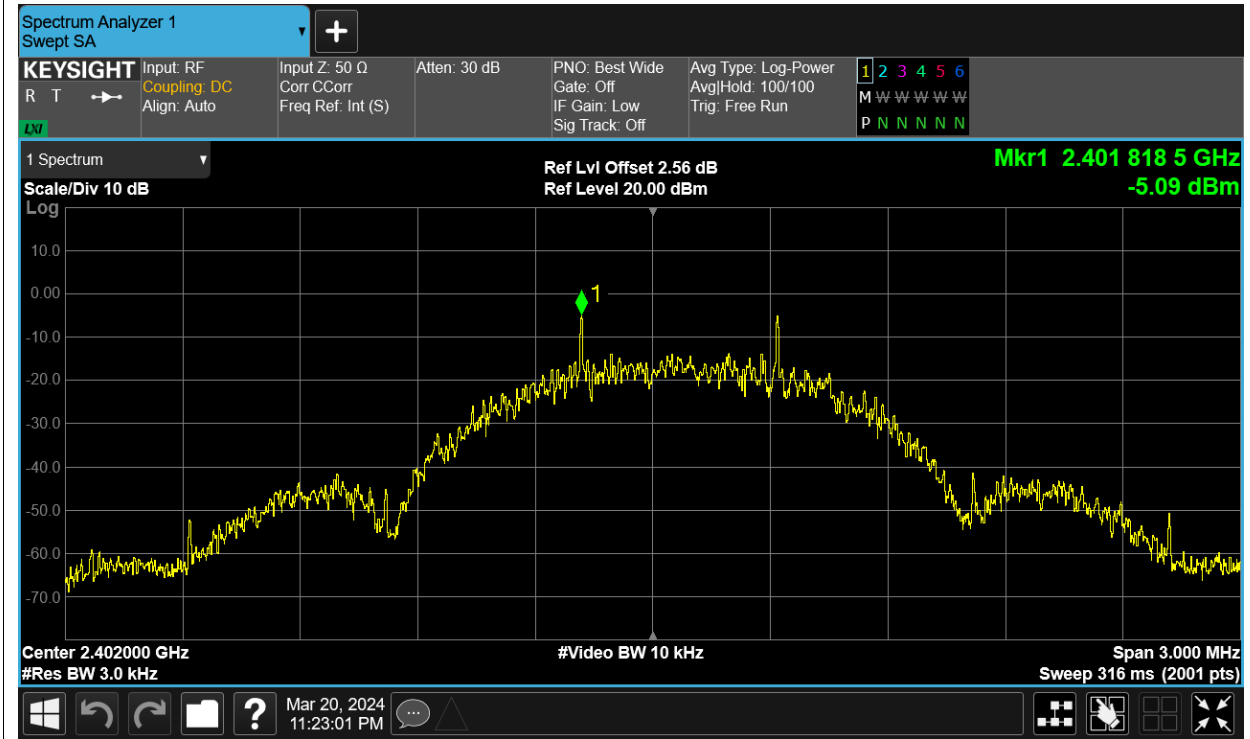 Spectrum Analyzer 1
Swept SA
+
KEYSIGHT
R T
LXI
Input: RF
Coupling: DC
Align: Auto
Input Z: 50 Ω
Corr CCorr
Freq Ref: Int (S)
Atten: 30 dB
PNO: Best Wide
Gate: Off
IF Gain: Low
Sig Track: Off
Avg Type: Log-Power
Avg|Hold: 100/100
Trig: Free Run
1 2 3 4 5 6
M W W W W W
P N N N N N
1 Spectrum
Scale/Div 10 dB
Log
Ref Lvl Offset 2.56 dB
Ref Level 20.00 dBm
Mkr1 2.401 818 5 GHz
-5.09 dBm
10.0
0.00
-10.0
-20.0
-30.0
-40.0
-50.0
-60.0
-70.0
1
Center 2.402000 GHz
#Res BW 3.0 kHz
#Video BW 10 kHz
Span 3.000 MHz
Sweep 316 ms (2001 pts)
?
Mar 20, 2024
11:23:01 PM